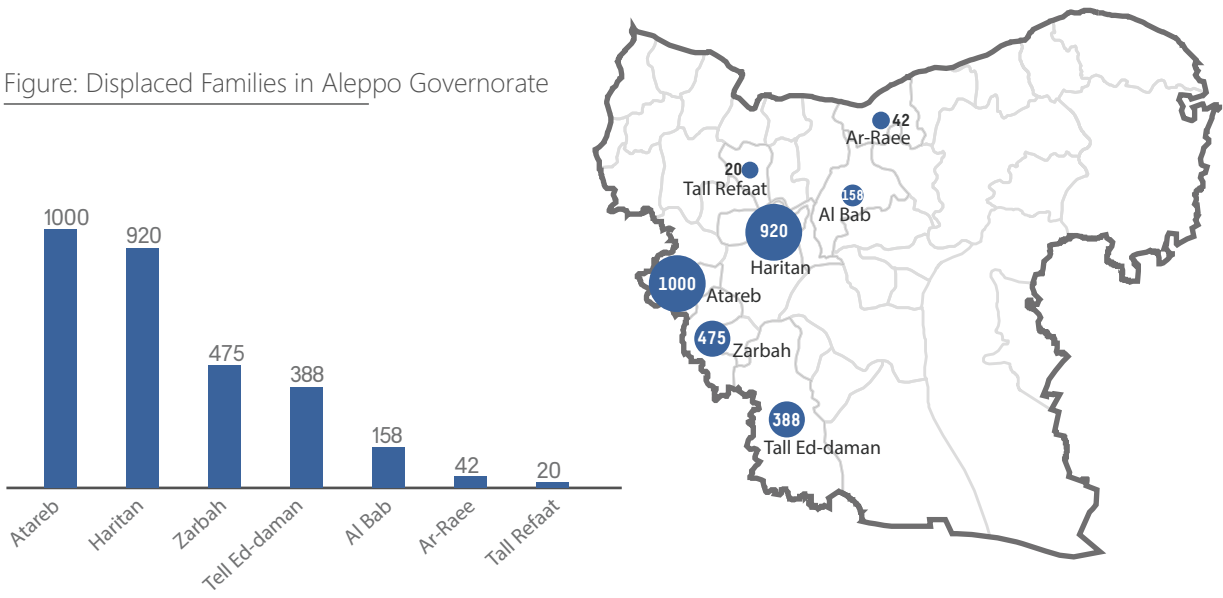 Figure: Displaced Families in Aleppo Governorate
1000
920
475
388
158
42
20
Atareb
Haritan
Zarbah
Tell Ed-daman
Al Bab
Ar-Raee
Tall Refaat
42
Ar-Raee
20
Tall Refaat
158
Al Bab
920
Haritan
1000
Atareb
475
Zarbah
388
Tall Ed-daman